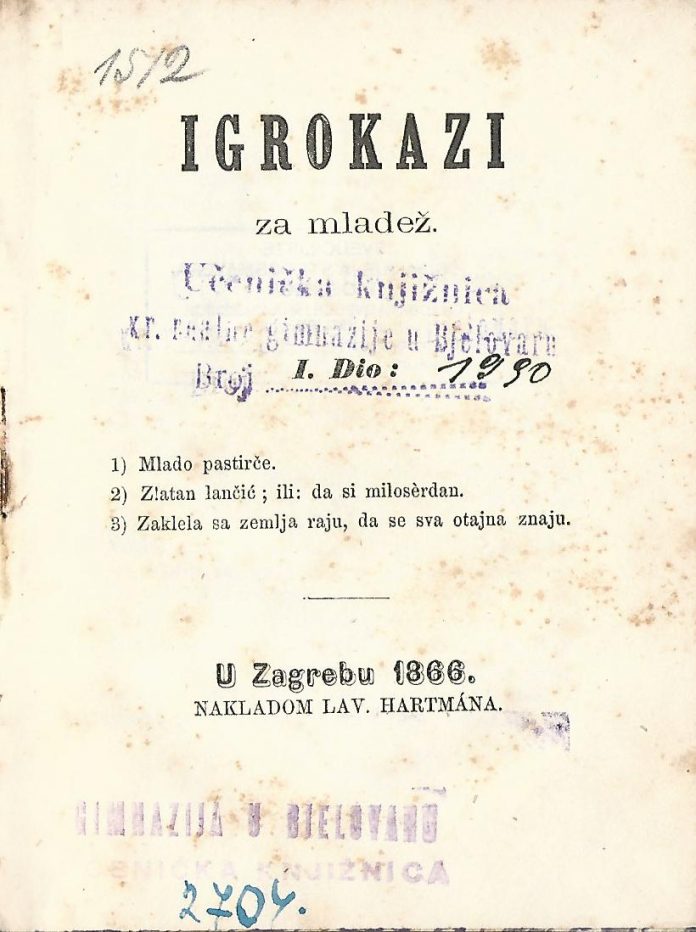 1512
IGROKAZI
za mladež.
Učenička knjižnica
kr. realne gimnazije u Bjelovaru
Broj 1990
I. Dio:
1) Mlado pastirče.
2) Zlatan lančić; ili: da si milosèrdan.
3) Zaklela sa zemlja raju, da se sva otajna znaju.
U Zagrebu 1866.
NAKLADOM LAV. HARTMÁNA.
GIMNAZIJA U BJELOVARU
UČENIČKA KNJIŽNICA
2704.